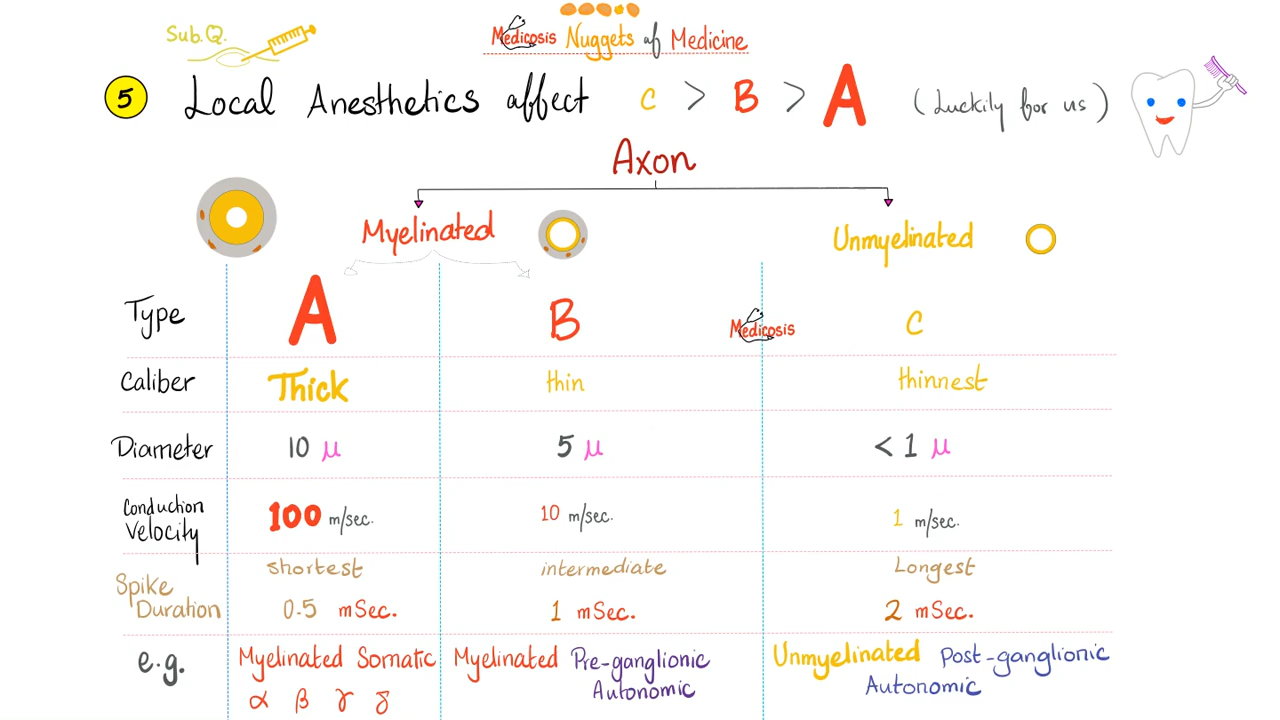 Sub.Q.
Medicosis Nuggets of Medicine
5 Local Anesthetics affect C > B > A (Luckily for us)
Axon
Myelinated Unmyelinated
Type A B C
Medicosis
Caliber Thick thin thinnest
Diameter 10 μ 5 μ < 1 μ
Conduction Velocity 100 m/sec. 10 m/sec. 1 m/sec.
Spike Duration shortest intermediate Longest
0.5 mSec. 1 mSec. 2 mSec.
e.g. Myelinated Somatic Myelinated Pre-ganglionic Unmyelinated Post-ganglionic
α β γ δ Autonomic Autonomic